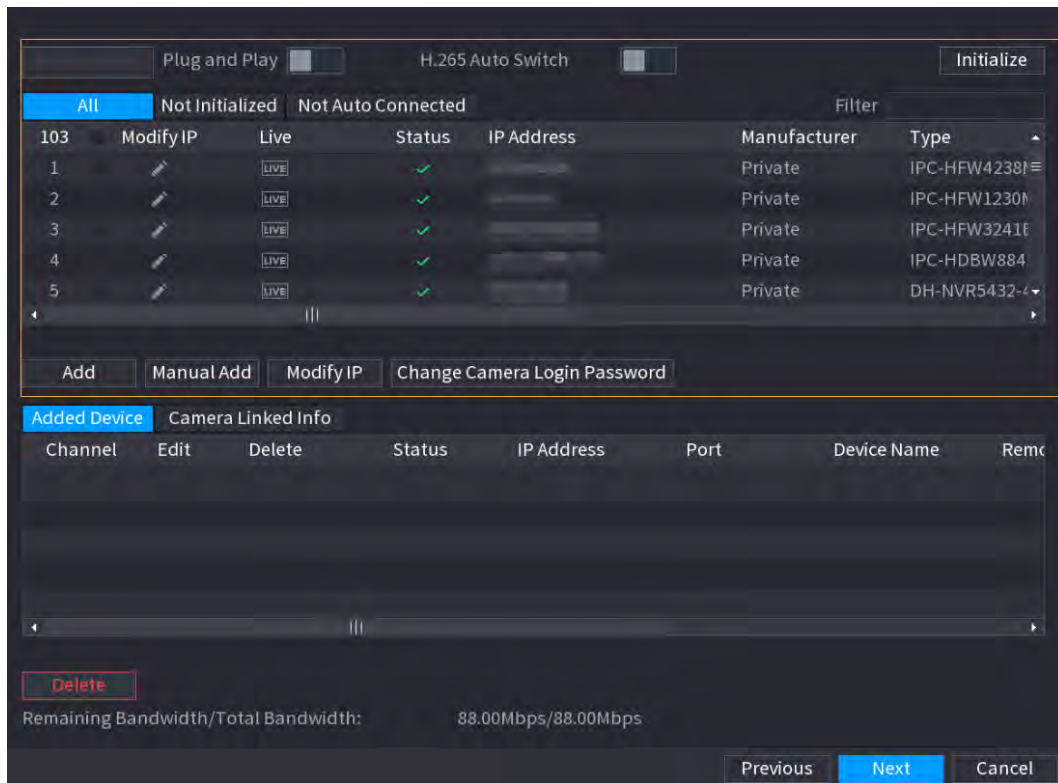 Plug and Play H.265 Auto Switch Initialize
All Not Initialized Not Auto Connected Filter
103 Modify IP Live Status IP Address Manufacturer Type
1 LIVE Private IPC-HFW4238
2 LIVE Private IPC-HFW1230
3 LIVE Private IPC-HFW3241
4 LIVE Private IPC-HDBW884
5 LIVE Private DH-NVR5432-
Add Manual Add Modify IP Change Camera Login Password
Added Device Camera Linked Info
Channel Edit Delete Status IP Address Port Device Name Remo
Delete
Remaining Bandwidth/Total Bandwidth: 88.00Mbps/88.00Mbps
Previous Next Cancel